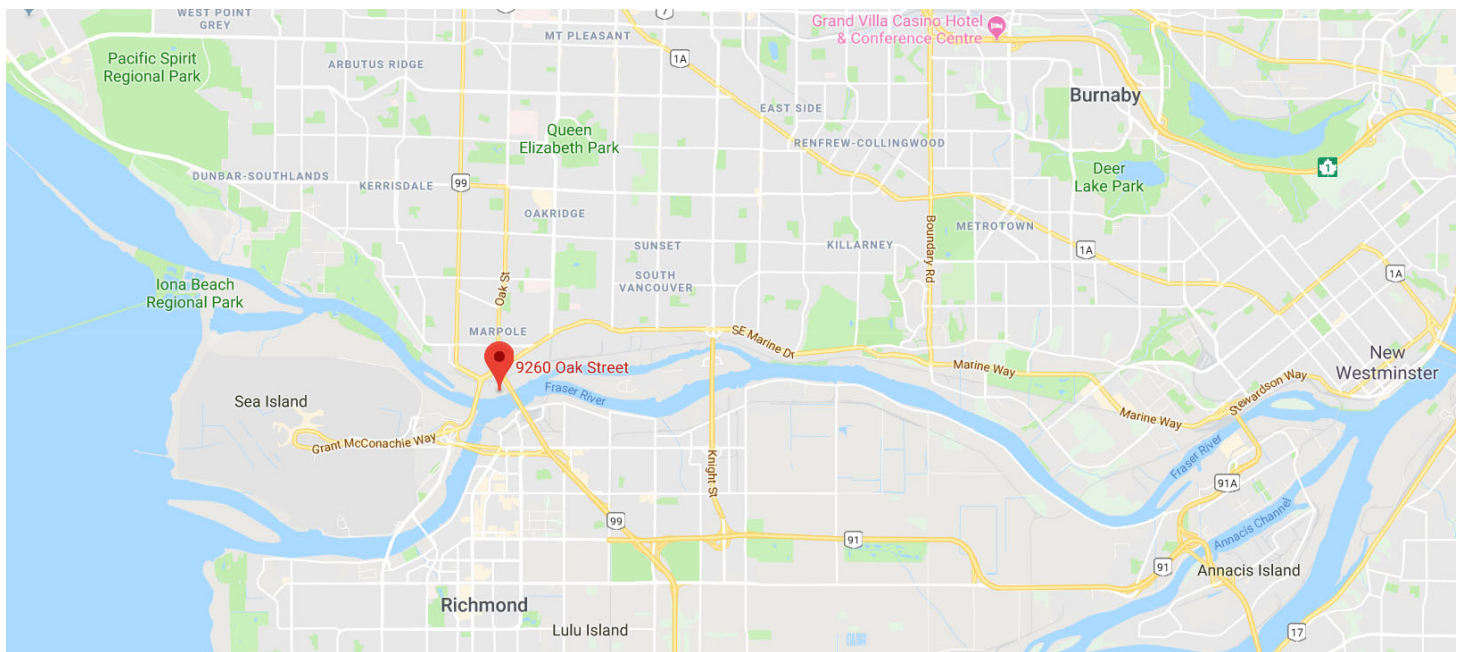 WEST POINT
GREY
7
MT PLEASANT
Grand Villa Casino Hotel
& Conference Centre
Pacific Spirit
Regional Park
ARBUTUS RIDGE
1A
Burnaby
EAST SIDE
Queen
Elizabeth Park
RENFREW-COLLINGWOOD
1
DUNBAR-SOUTHLANDS
KERRISDALE
99
Deer
Lake Park
OAKRIDGE
METROTOWN
SUNSET
KILLARNEY
Boundary Rd
1A
1A
Iona Beach
Regional Park
SOUTH
VANCOUVER
Oak St
MARPOLE
SE Marine Dr
9260 Oak Street
Marine Way
New
Westminster
Fraser River
Stewardson Way
Sea Island
Marine Way
Grant McConachie Way
Knight St
Fraser River
91A
99
Annacis Channel
91
91
Annacis Island
Richmond
Lulu Island
17